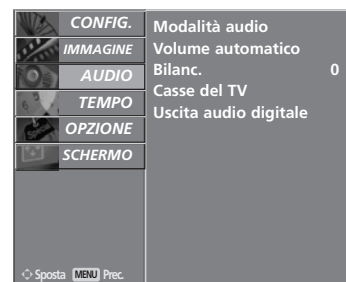 CONFIG.
IMMAGINE
AUDIO
TEMPO
OPZIONE
SCHERMO
Modalità audio
Volume automatico
Bilanc. 0
Casse del TV
Uscita audio digitale
Sposta MENU Prec.